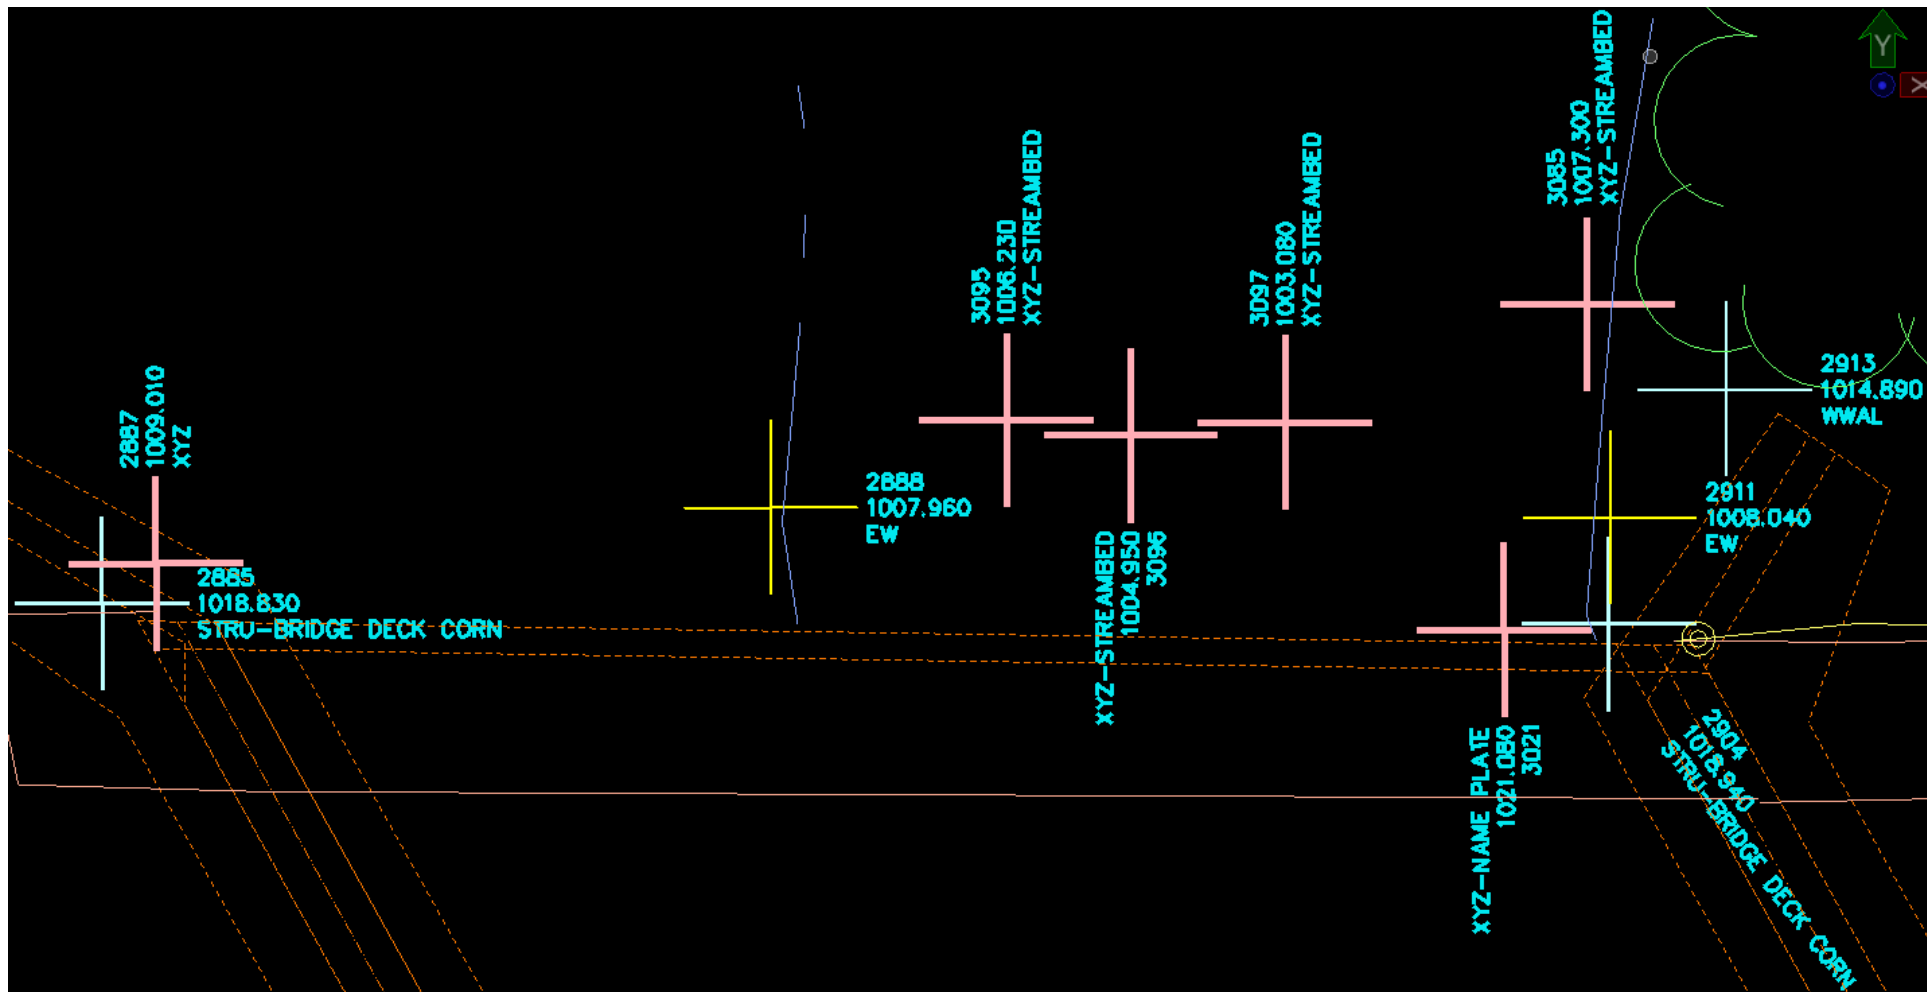 Y
X
3085
1007.300
XYZ-STREAMBED
3095
1006.230
XYZ-STREAMBED
3097
1003.080
XYZ-STREAMBED
2913
1014.890
WWAL
2887
1009.010
XYZ
2888
1007.960
EW
2911
1008.040
EW
XYZ-STREAMBED
1004.950
3096
2885
1018.830
STRU-BRIDGE DECK CORN
XYZ-NAME PLATE
1021.080
3021
2904
1018.940
STRU-BRIDGE DECK CORN